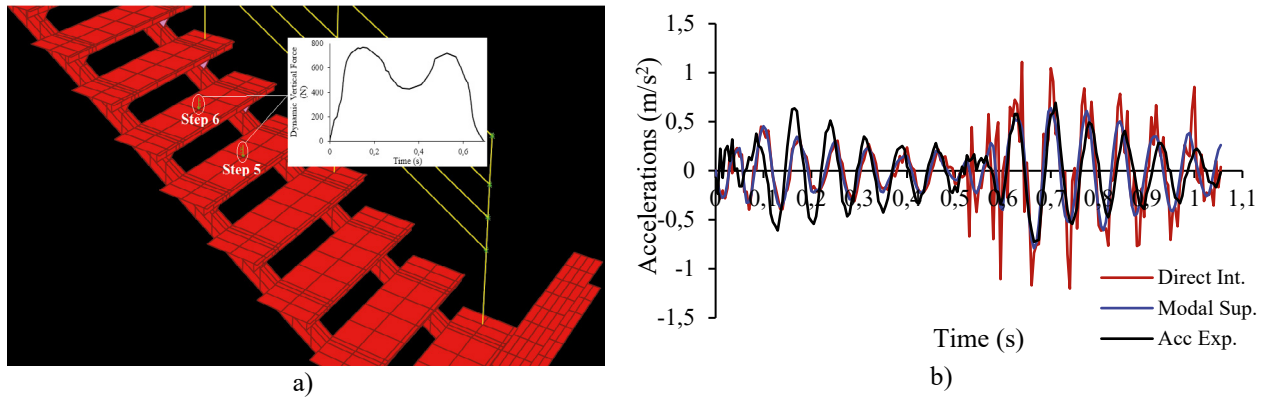 800
600
400
200
0
Dynamic Vertical Force
(N)
0
0,2
0,4
0,6
Time (s)
Step 6
Step 5
a)
1,5
1
0,5
0
-0,5
-1
-1,5
Accelerations (m/s²)
0 0,1 0,2 0,3 0,4 0,5 0,6 0,7 0,8 0,9 1 1,1
Time (s)
Direct Int.
Modal Sup.
Acc Exp.
b)